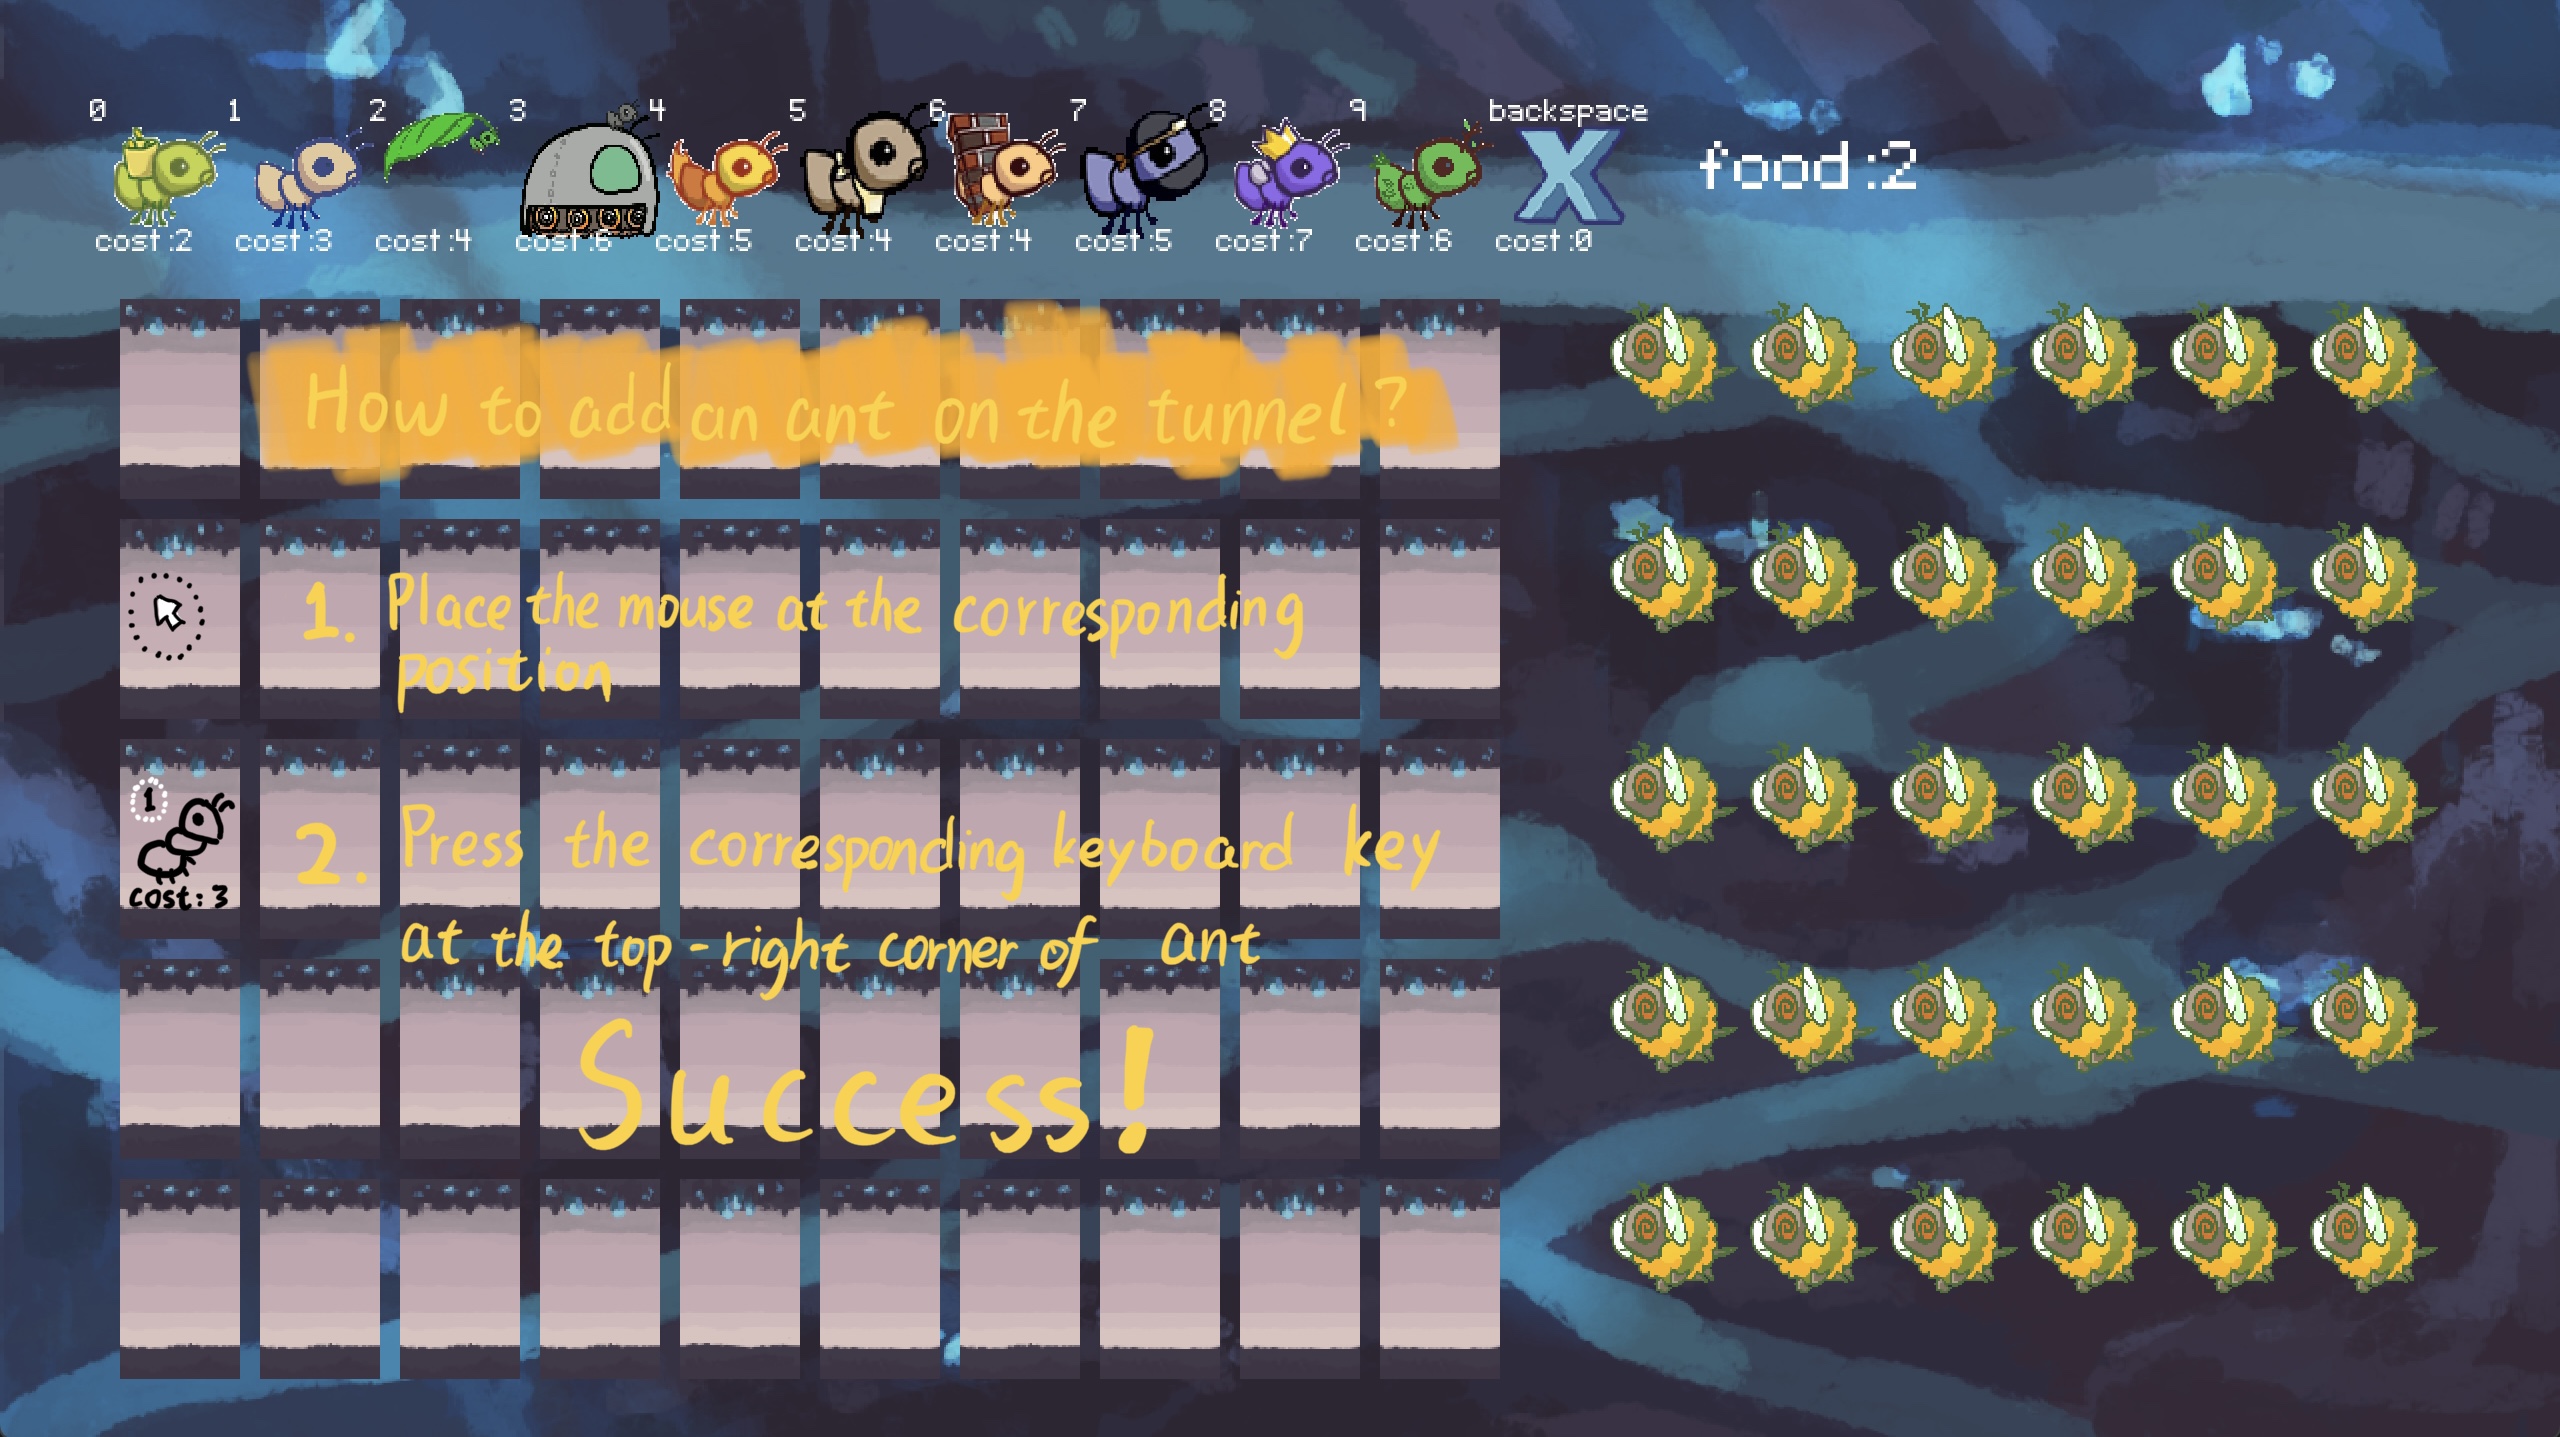 0 1 2 3 4 5 6 7 8 9 backspace
food:2
cost:2 cost:3 cost:4 cost:6 cost:5 cost:4 cost:4 cost:5 cost:7 cost:6 cost:0
How to add an ant on the tunnel?
1. Place the mouse at the corresponding
position
1
2. Press the corresponding keyboard key
cost:3
at the top-right corner of ant
Success!